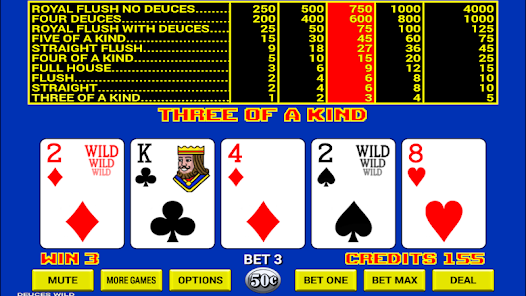 ROYAL FLUSH NO DEUCES...... 250 500 750 1000 4000
FOUR DEUCES...... 200 400 600 800 1000
ROYAL FLUSH WITH DEUCES...... 25 50 75 100 125
FIVE OF A KIND...... 15 30 45 60 75
STRAIGHT FLUSH...... 9 18 27 36 45
FOUR OF A KIND...... 5 10 15 20 25
FULL HOUSE...... 3 6 9 12 15
FLUSH...... 2 4 6 8 10
STRAIGHT...... 2 4 6 8 10
THREE OF A KIND...... 1 2 3 4 5
THREE OF A KIND
2 WILD K 4 2 WILD 8
WILD WILD
WILD WILD
WIN 3 BET 3 CREDITS 155
MUTE MORE GAMES OPTIONS 50¢ BET ONE BET MAX DEAL
DEUCES WILD